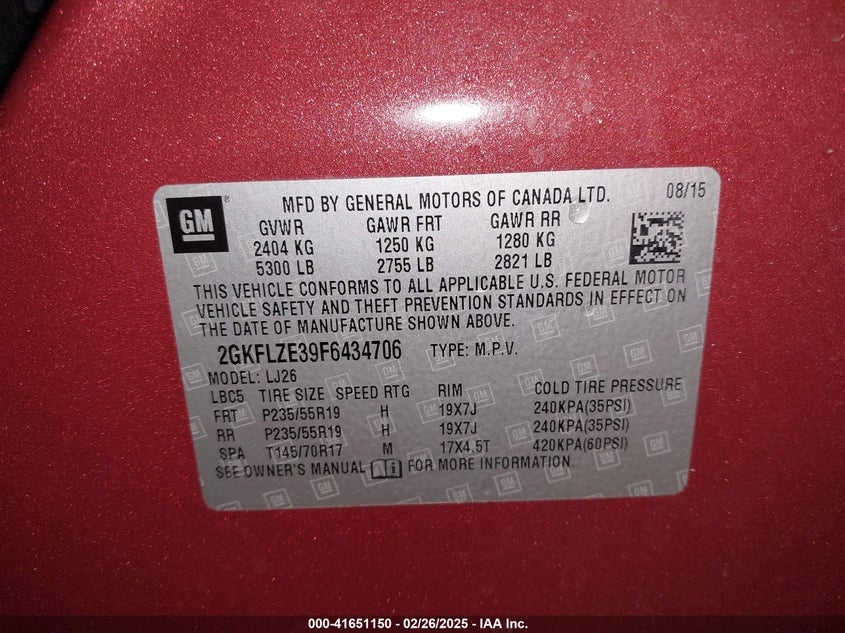 GM
MFD BY GENERAL MOTORS OF CANADA LTD. 08/15
GVWR GAWR FRT GAWR RR
2404 KG 1250 KG 1280 KG
5300 LB 2755 LB 2821 LB
THIS VEHICLE CONFORMS TO ALL APPLICABLE U.S. FEDERAL MOTOR
VEHICLE SAFETY AND THEFT PREVENTION STANDARDS IN EFFECT ON
THE DATE OF MANUFACTURE SHOWN ABOVE.
2GKFLZE39F6434706 TYPE: M.P.V.
MODEL: LJ26
LBC5 TIRE SIZE SPEED RTG RIM COLD TIRE PRESSURE
FRT P235/55R19 H 19X7J 240KPA(35PSI)
RR P235/55R19 H 19X7J 240KPA(35PSI)
SPA T145/70R17 M 17X4.5T 420KPA(60PSI)
SEE OWNER'S MANUAL FOR MORE INFORMATION.
000-41651150 - 02/26/2025 - IAA Inc.